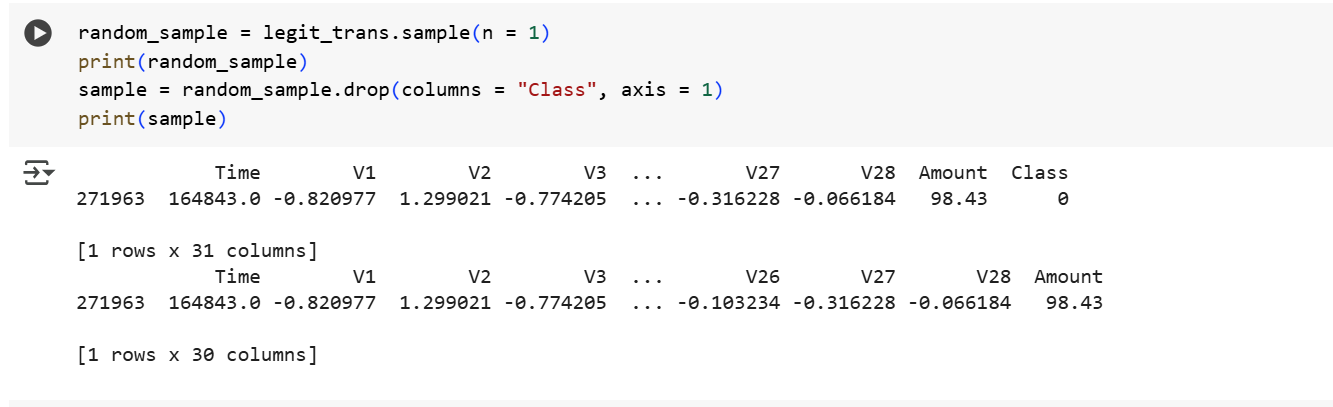 random_sample = legit_trans.sample(n = 1)
print(random_sample)
sample = random_sample.drop(columns = "Class", axis = 1)
print(sample)
Time V1 V2 V3 ... V27 V28 Amount Class
271963 164843.0 -0.820977 1.299021 -0.774205 ... -0.316228 -0.066184 98.43 0
[1 rows x 31 columns]
Time V1 V2 V3 ... V26 V27 V28 Amount
271963 164843.0 -0.820977 1.299021 -0.774205 ... -0.103234 -0.316228 -0.066184 98.43
[1 rows x 30 columns]